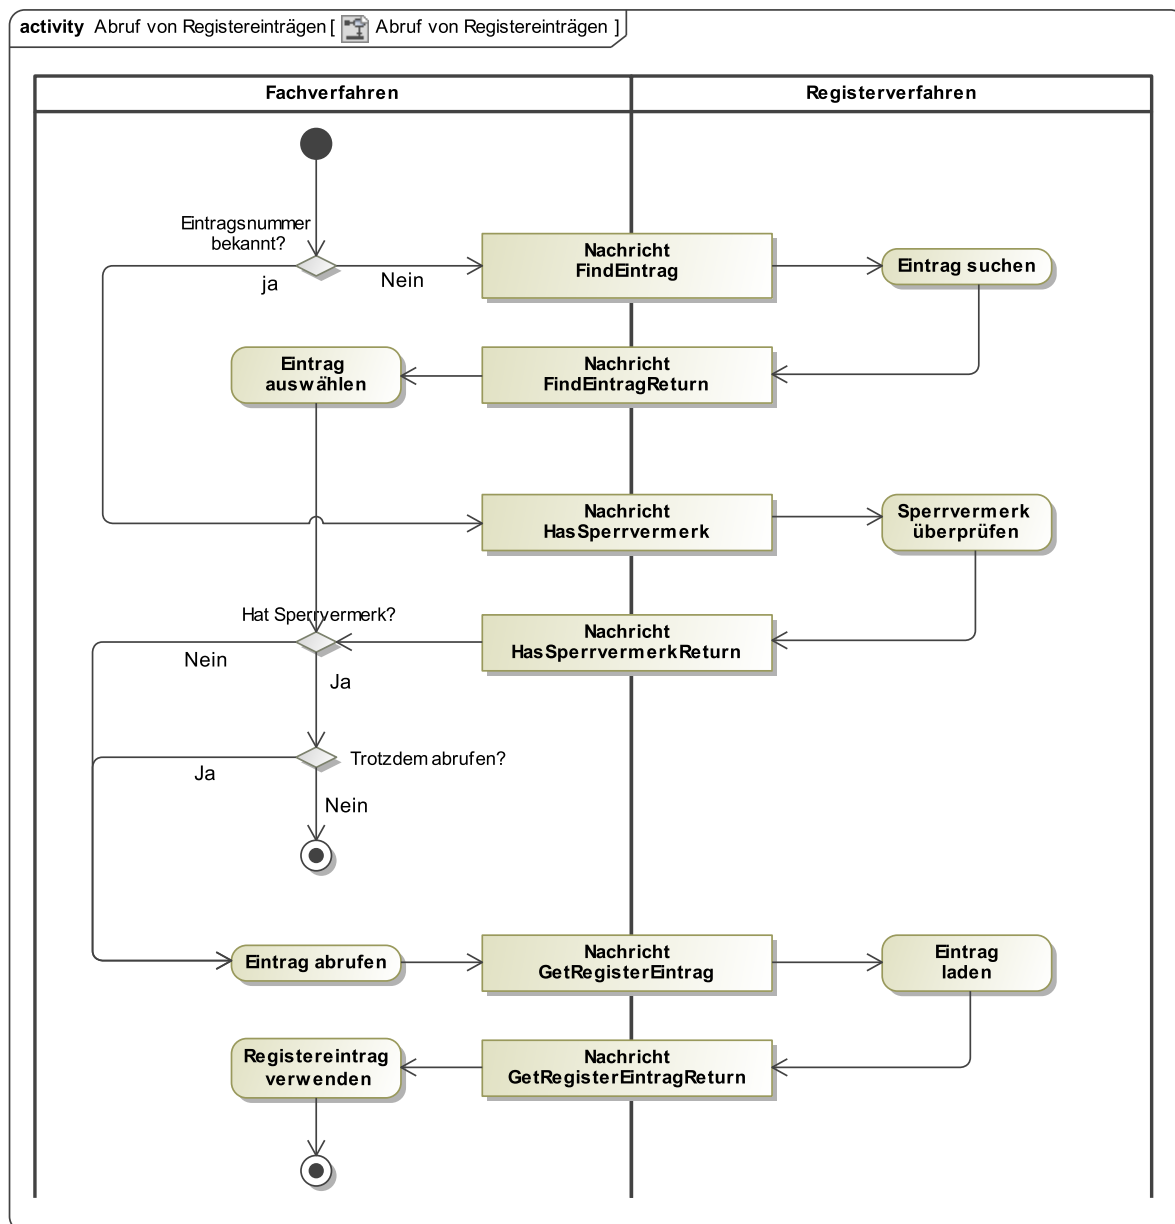 activity Abruf von Registereinträgen [ Abruf von Registereinträgen ]
Fachverfahren
Registerverfahren
Eintragsnummer
bekannt?
ja
Nein
Nachricht
FindEintrag
Eintrag suchen
Eintrag
auswählen
Nachricht
FindEintragReturn
Nachricht
HasSperrvermerk
Sperrvermerk
überprüfen
Hat Sperrvermerk?
Nein
Ja
Nachricht
HasSperrvermerkReturn
Trotzdem abrufen?
Ja
Nein
Eintrag abrufen
Nachricht
GetRegisterEintrag
Eintrag
laden
Registereintrag
verwenden
Nachricht
GetRegisterEintragReturn